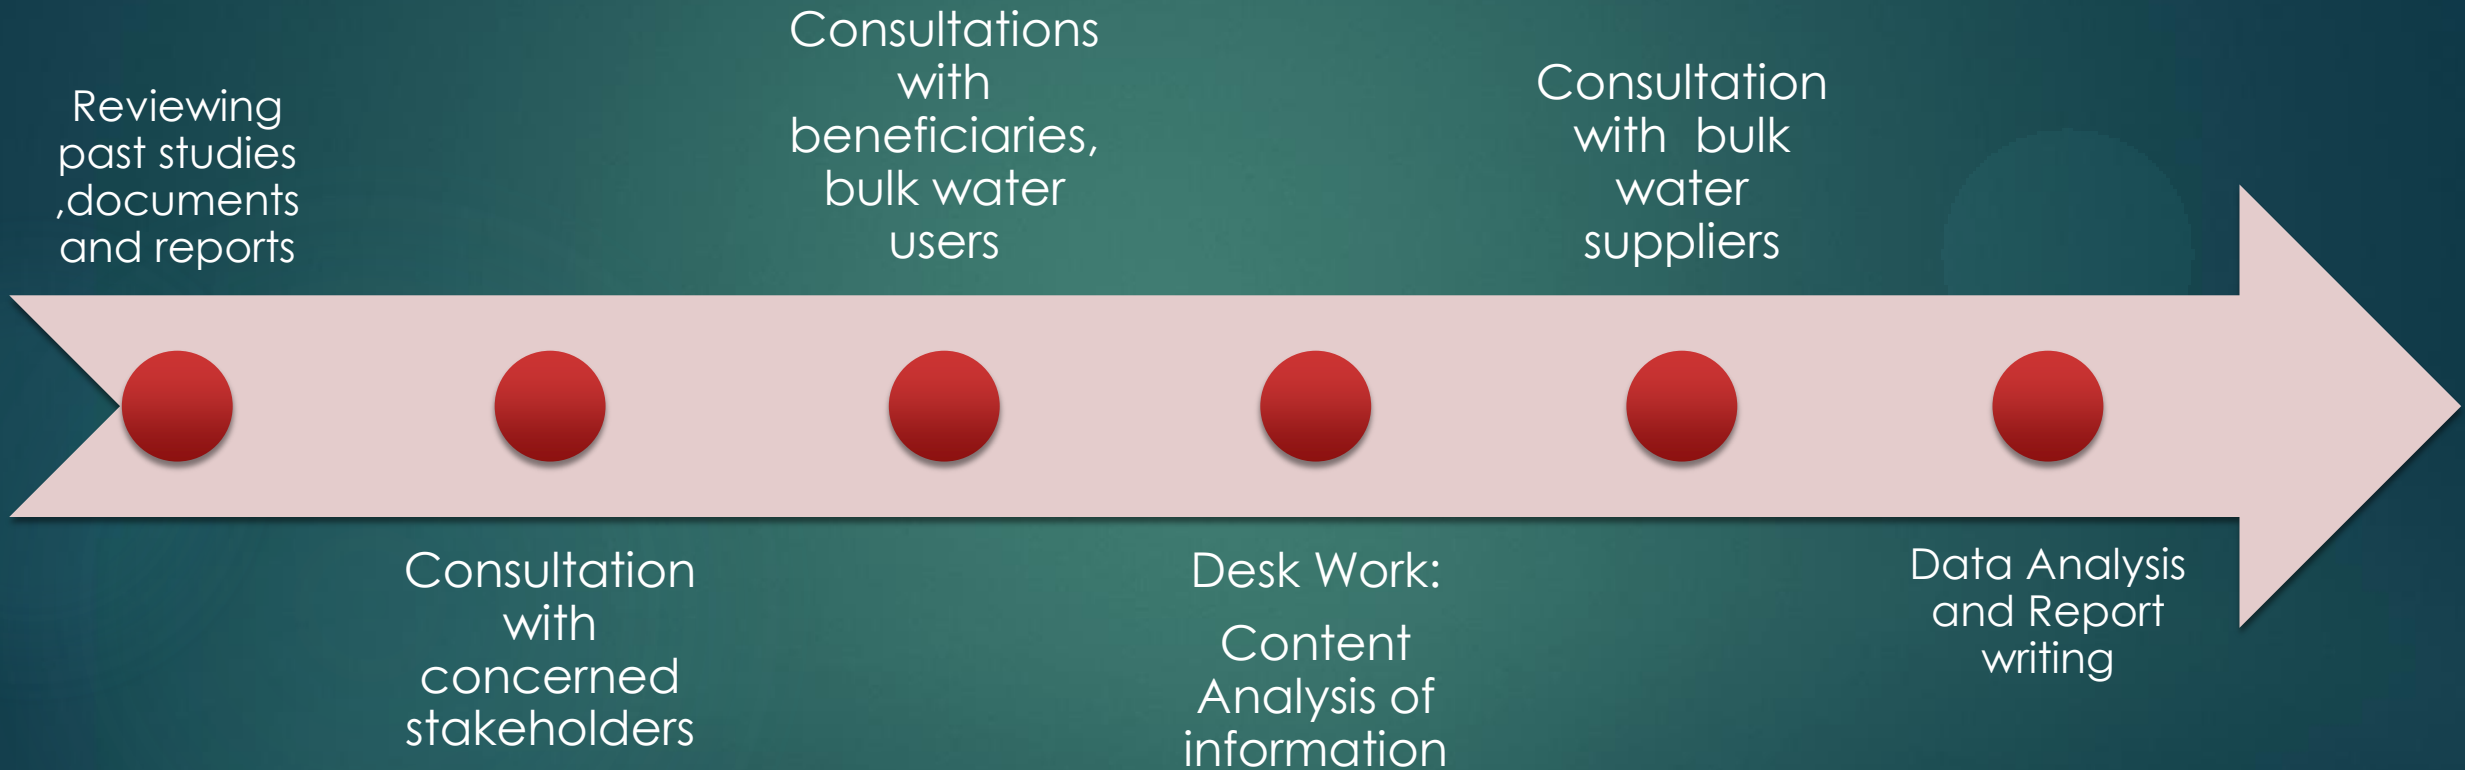 Reviewing
past studies
,documents
and reports
Consultation
with
concerned
stakeholders
Consultations
with
beneficiaries,
bulk water
users
Desk Work:
Content
Analysis of
information
Consultation
with  bulk
water
suppliers
Data Analysis
and Report
writing